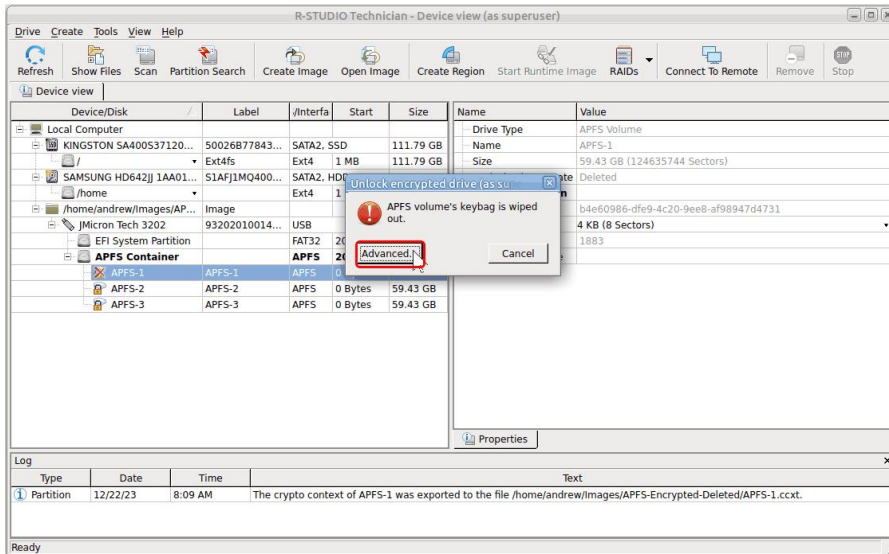 R-STUDIO Technician - Device view (as superuser)
Drive Create Tools View Help
Refresh Show Files Scan Partition Search Create Image Open Image Create Region Start Runtime Image RAIDs Connect To Remote Remove Stop
STOP
Device view
Device/Disk Label /Interfa Start Size
Local Computer
KINGSTON SA400S37120... 50026B77843... SATA2, SSD 111.79 GB
/ Ext4fs Ext4 1 MB 111.79 GB
SAMSUNG HD642JJ 1AA01... S1AFJ1MQ400... SATA2, HDD
/home Ext4 1
/home/andrew/Images/AP... Image
JMicron Tech 3202 93202010014... USB
EFI System Partition FAT32 20
APFS Container APFS 20
APFS-1 APFS-1 APFS 0
APFS-2 APFS-2 APFS 0 Bytes 59.43 GB
APFS-3 APFS-3 APFS 0 Bytes 59.43 GB
Name Value
Drive Type APFS Volume
Name APFS-1
Size 59.43 GB (124635744 Sectors)
Deleted
b4e60986-dfe9-4c20-9ee8-af98947d4731
4 KB (8 Sectors)
1883
Unlock encrypted drive (as supe
APFS volume's keybag is wiped
out.
Advanced..
Cancel
Properties
Log
Type Date Time Text
Partition 12/22/23 8:09 AM The crypto context of APFS-1 was exported to the file /home/andrew/Images/APFS-Encrypted-Deleted/APFS-1.ccxt.
Ready